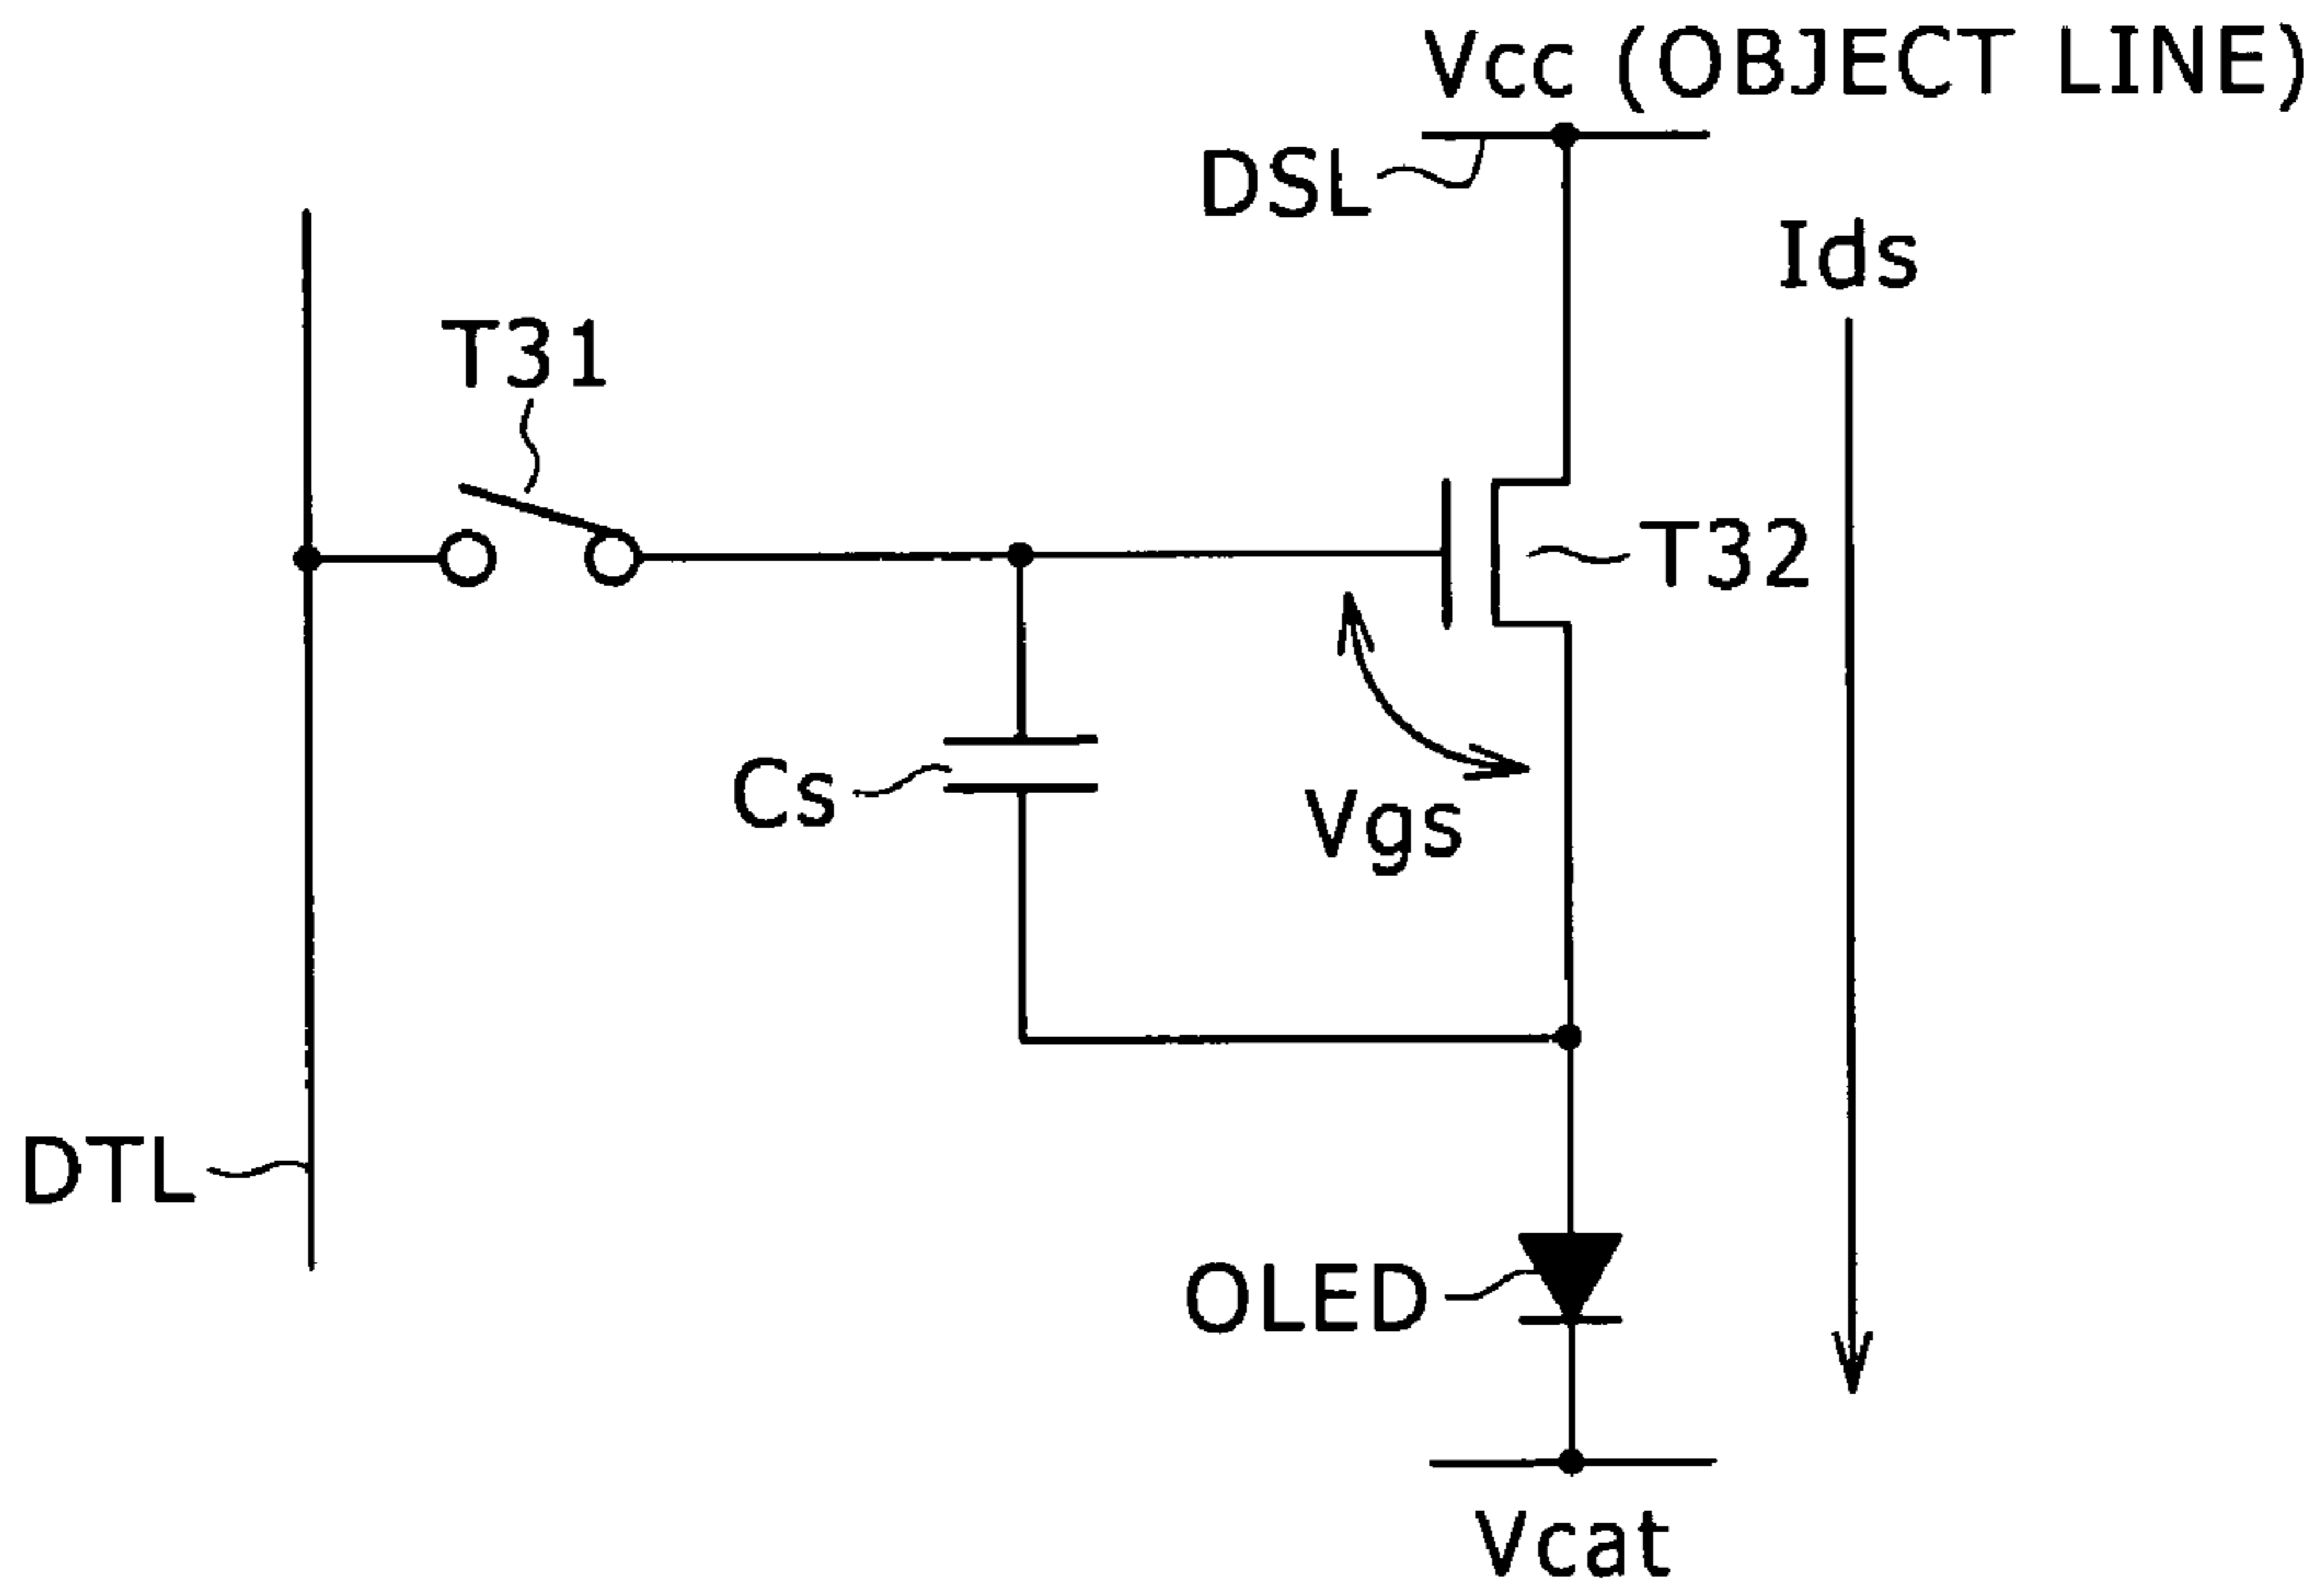 Vcc (OBJECT LINE)
DSL
Ids
T31
T32
Cs
Vgs
DTL
OLED
Vcat